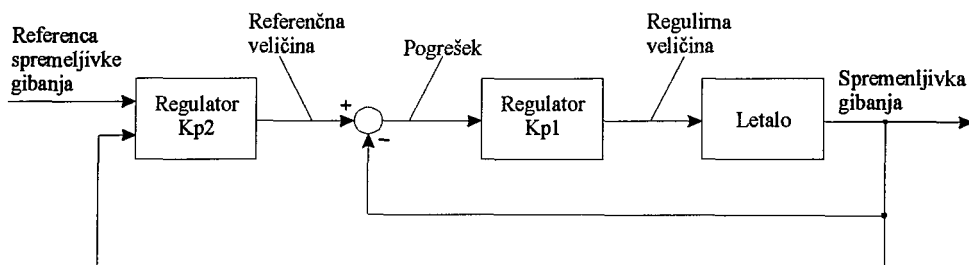 Referenca
spremeljivke
gibanja
Regulator
Kp2
Referenčna
veličina
+
−
Pogrešek
Regulator
Kp1
Regulirna
veličina
Letalo
Spremenljivka
gibanja